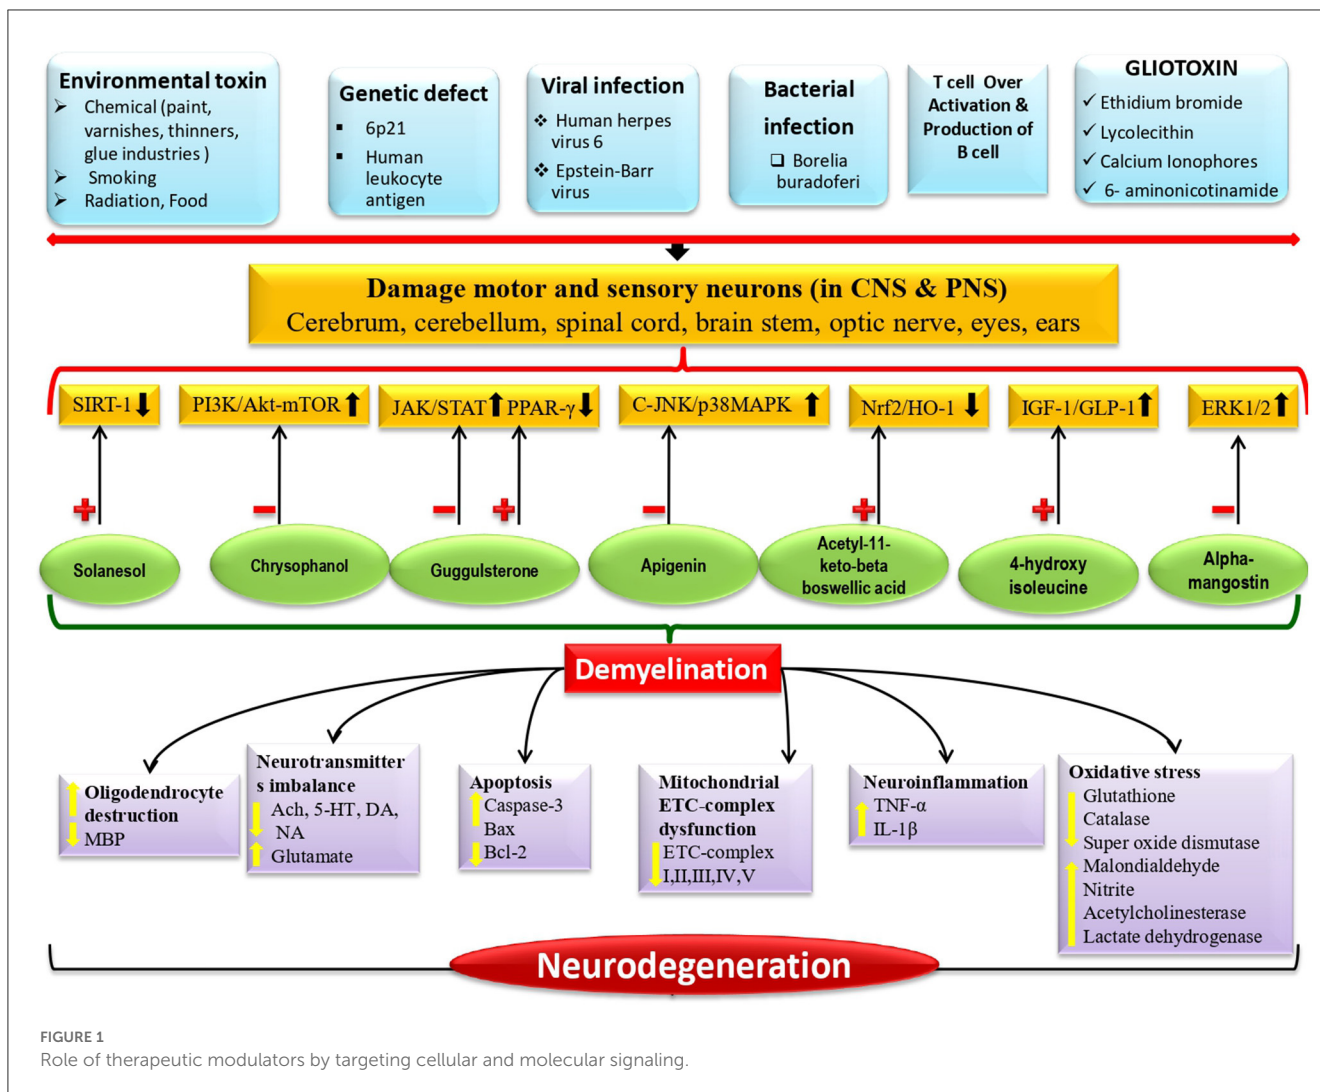 Environmental toxin
➢ Chemical (paint,
varnishes, thinners,
glue industries )
➢ Smoking
➢ Radiation, Food
Genetic defect
▪ 6p21
▪ Human
leukocyte
antigen
Viral infection
❖ Human herpes
virus 6
❖ Epstein-Barr
virus
Bacterial
infection
❑ Borelia
buradoferi
T cell Over
Activation &
Production of
B cell
GLIOTOXIN
✓ Ethidium bromide
✓ Lycolecithin
✓ Calcium Ionophores
✓ 6- aminonicotinamide
Damage motor and sensory neurons (in CNS & PNS)
Cerebrum, cerebellum, spinal cord, brain stem, optic nerve, eyes, ears
SIRT-1
PI3K/Akt-mTOR
JAK/STAT PPAR-γ
C-JNK/p38MAPK
Nrf2/HO-1
IGF-1/GLP-1
ERK1/2
+
−
−
+
−
+
+
−
Solanesol
Chrysophanol
Guggulsterone
Apigenin
Acetyl-11-
keto-beta
boswellic acid
4-hydroxy
isoleucine
Alpha-
mangostin
Demyelination
Oligodendrocyte
destruction
MBP
Neurotransmitter
s imbalance
Ach, 5-HT, DA,
NA
Glutamate
Apoptosis
Caspase-3
Bax
Bcl-2
Mitochondrial
ETC-complex
dysfunction
ETC-complex
I,II,III,IV,V
Neuroinflammation
TNF-α
IL-1β
Oxidative stress
Glutathione
Catalase
Super oxide dismutase
Malondialdehyde
Nitrite
Acetylcholinesterase
Lactate dehydrogenase
Neurodegeneration
FIGURE 1
Role of therapeutic modulators by targeting cellular and molecular signaling.